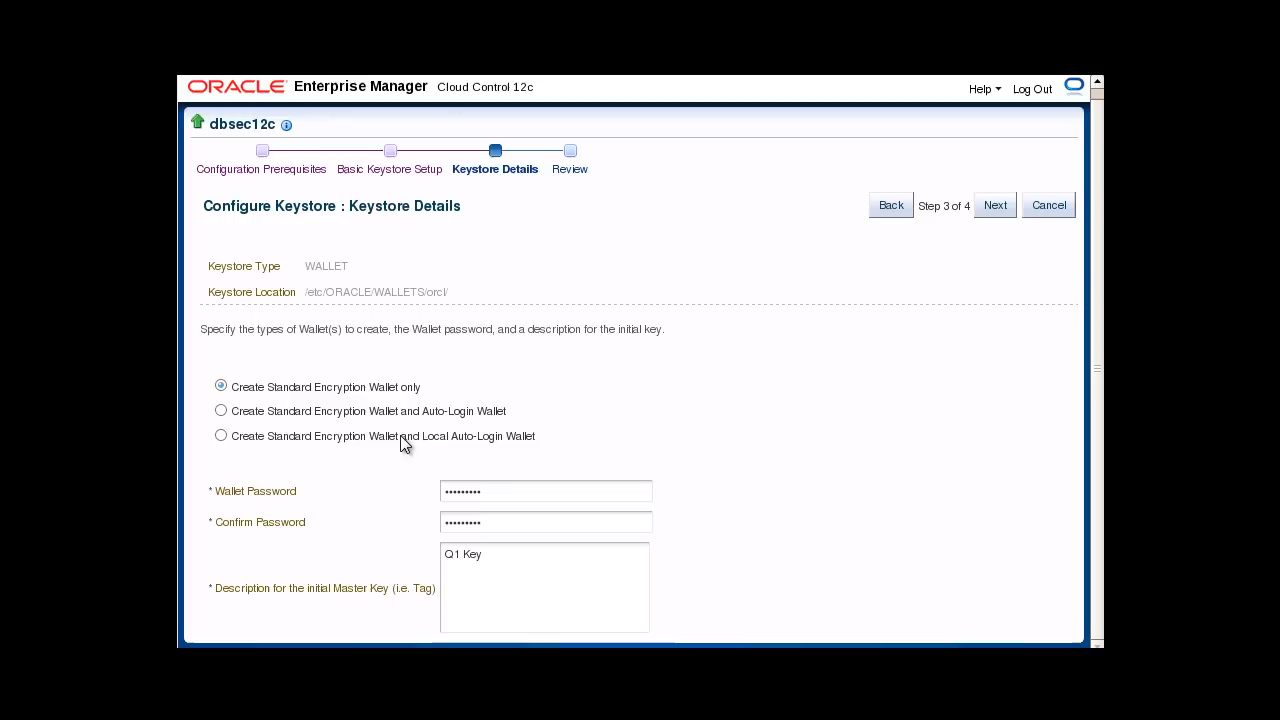 ORACLE Enterprise Manager Cloud Control 12c
Help Log Out
dbsec12c
Configuration Prerequisites Basic Keystore Setup Keystore Details Review
Configure Keystore : Keystore Details
Back Step 3 of 4 Next Cancel
Keystore Type WALLET
Keystore Location /etc/ORACLE/WALLETS/orcl/
Specify the types of Wallet(s) to create, the Wallet password, and a description for the initial key.
Create Standard Encryption Wallet only
Create Standard Encryption Wallet and Auto-Login Wallet
Create Standard Encryption Wallet and Local Auto-Login Wallet
* Wallet Password •••••••••
* Confirm Password •••••••••
Q1 Key
* Description for the initial Master Key (i.e. Tag)